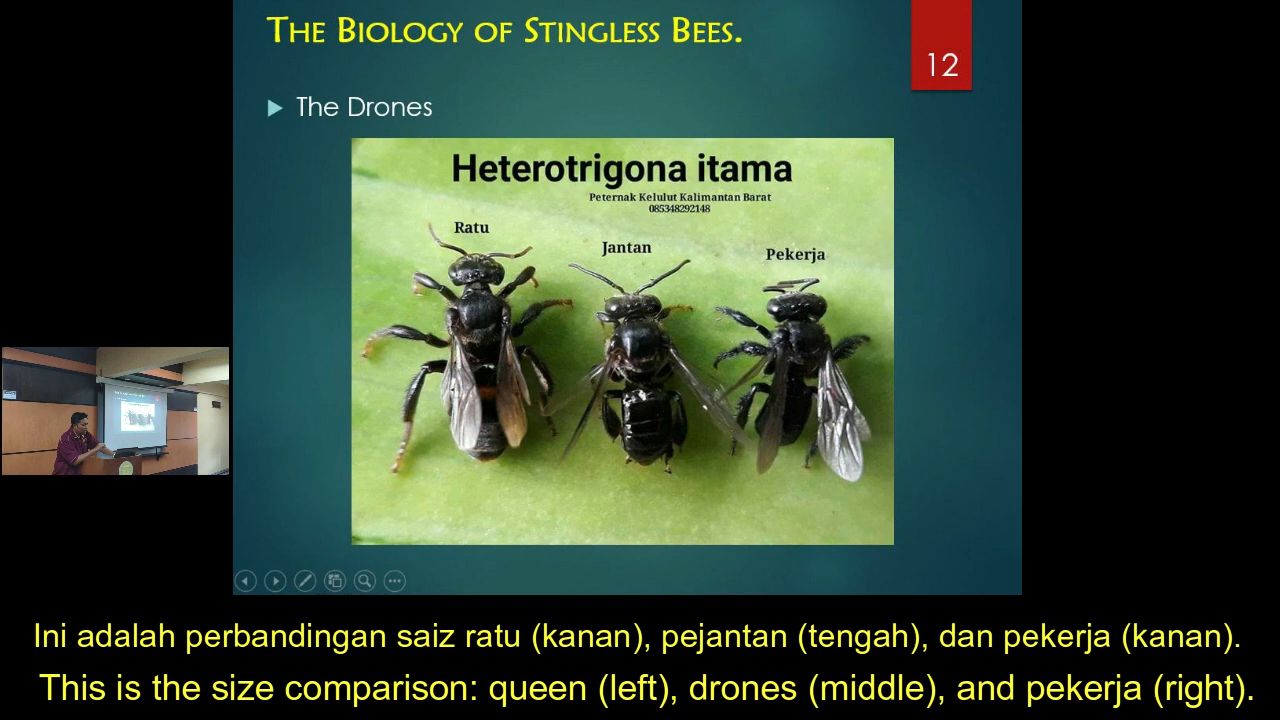 THE BIOLOGY OF STINGLESS BEES.
12
The Drones
Heterotrigona itama
Peternak Kelulut Kalimantan Barat
085348292148
Ratu
Jantan
Pekerja
Ini adalah perbandingan saiz ratu (kanan), pejantan (tengah), dan pekerja (kanan).
This is the size comparison: queen (left), drones (middle), and pekerja (right).